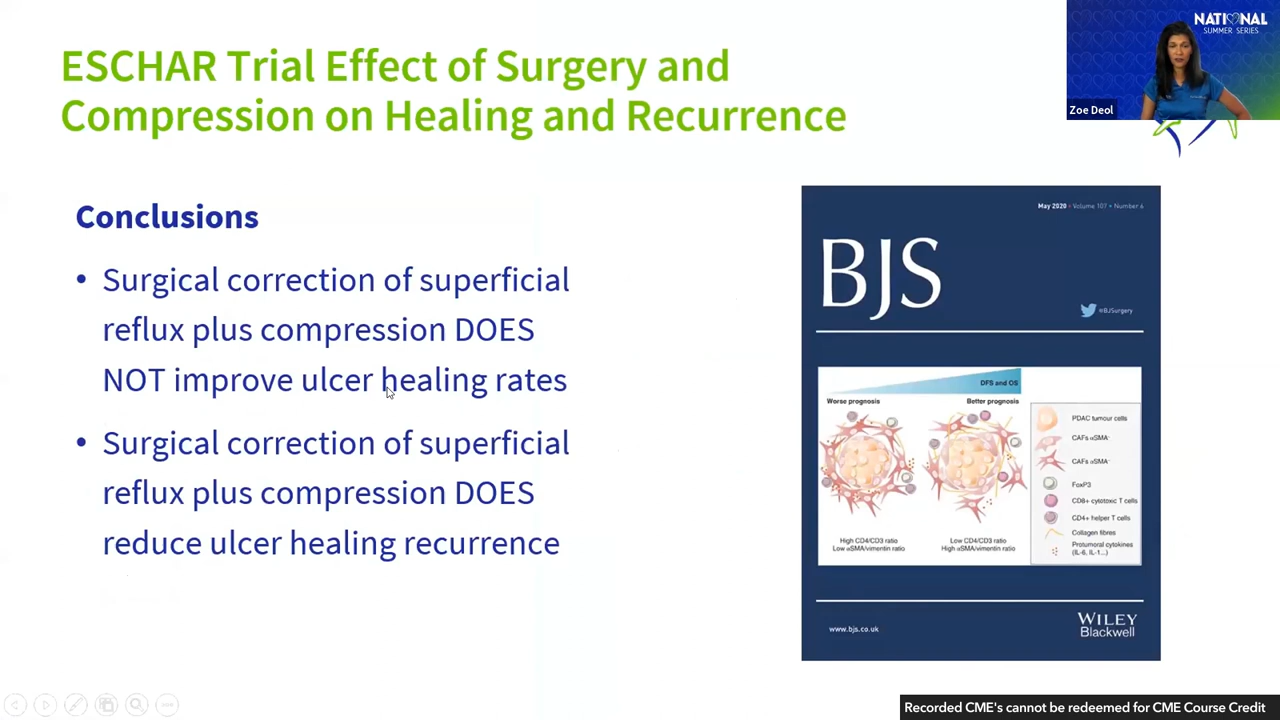 ESCHAR Trial Effect of Surgery and
Compression on Healing and Recurrence
NATIONAL
SUMMER SERIES
Zoe Deol
Conclusions
• Surgical correction of superficial
reflux plus compression DOES
NOT improve ulcer healing rates
• Surgical correction of superficial
reflux plus compression DOES
reduce ulcer healing recurrence
May 2020 • Volume 107 • Number 6
BJS
@BJSurgery
DFS and OS
Worse prognosis
Better prognosis
High CD4/CD3 ratio
Low αSMA/vimentin ratio
Low CD4/CD3 ratio
High αSMA/vimentin ratio
PDAC tumour cells
CAFs αSMA⁻
CAFs αSMA⁺
FoxP3
CD8+ cytotoxic T cells
CD4+ helper T cells
Collagen fibres
Protumoral cytokines
(IL-6, IL-1...)
www.bjs.co.uk
WILEY
Blackwell
Recorded CME's cannot be redeemed for CME Course Credit